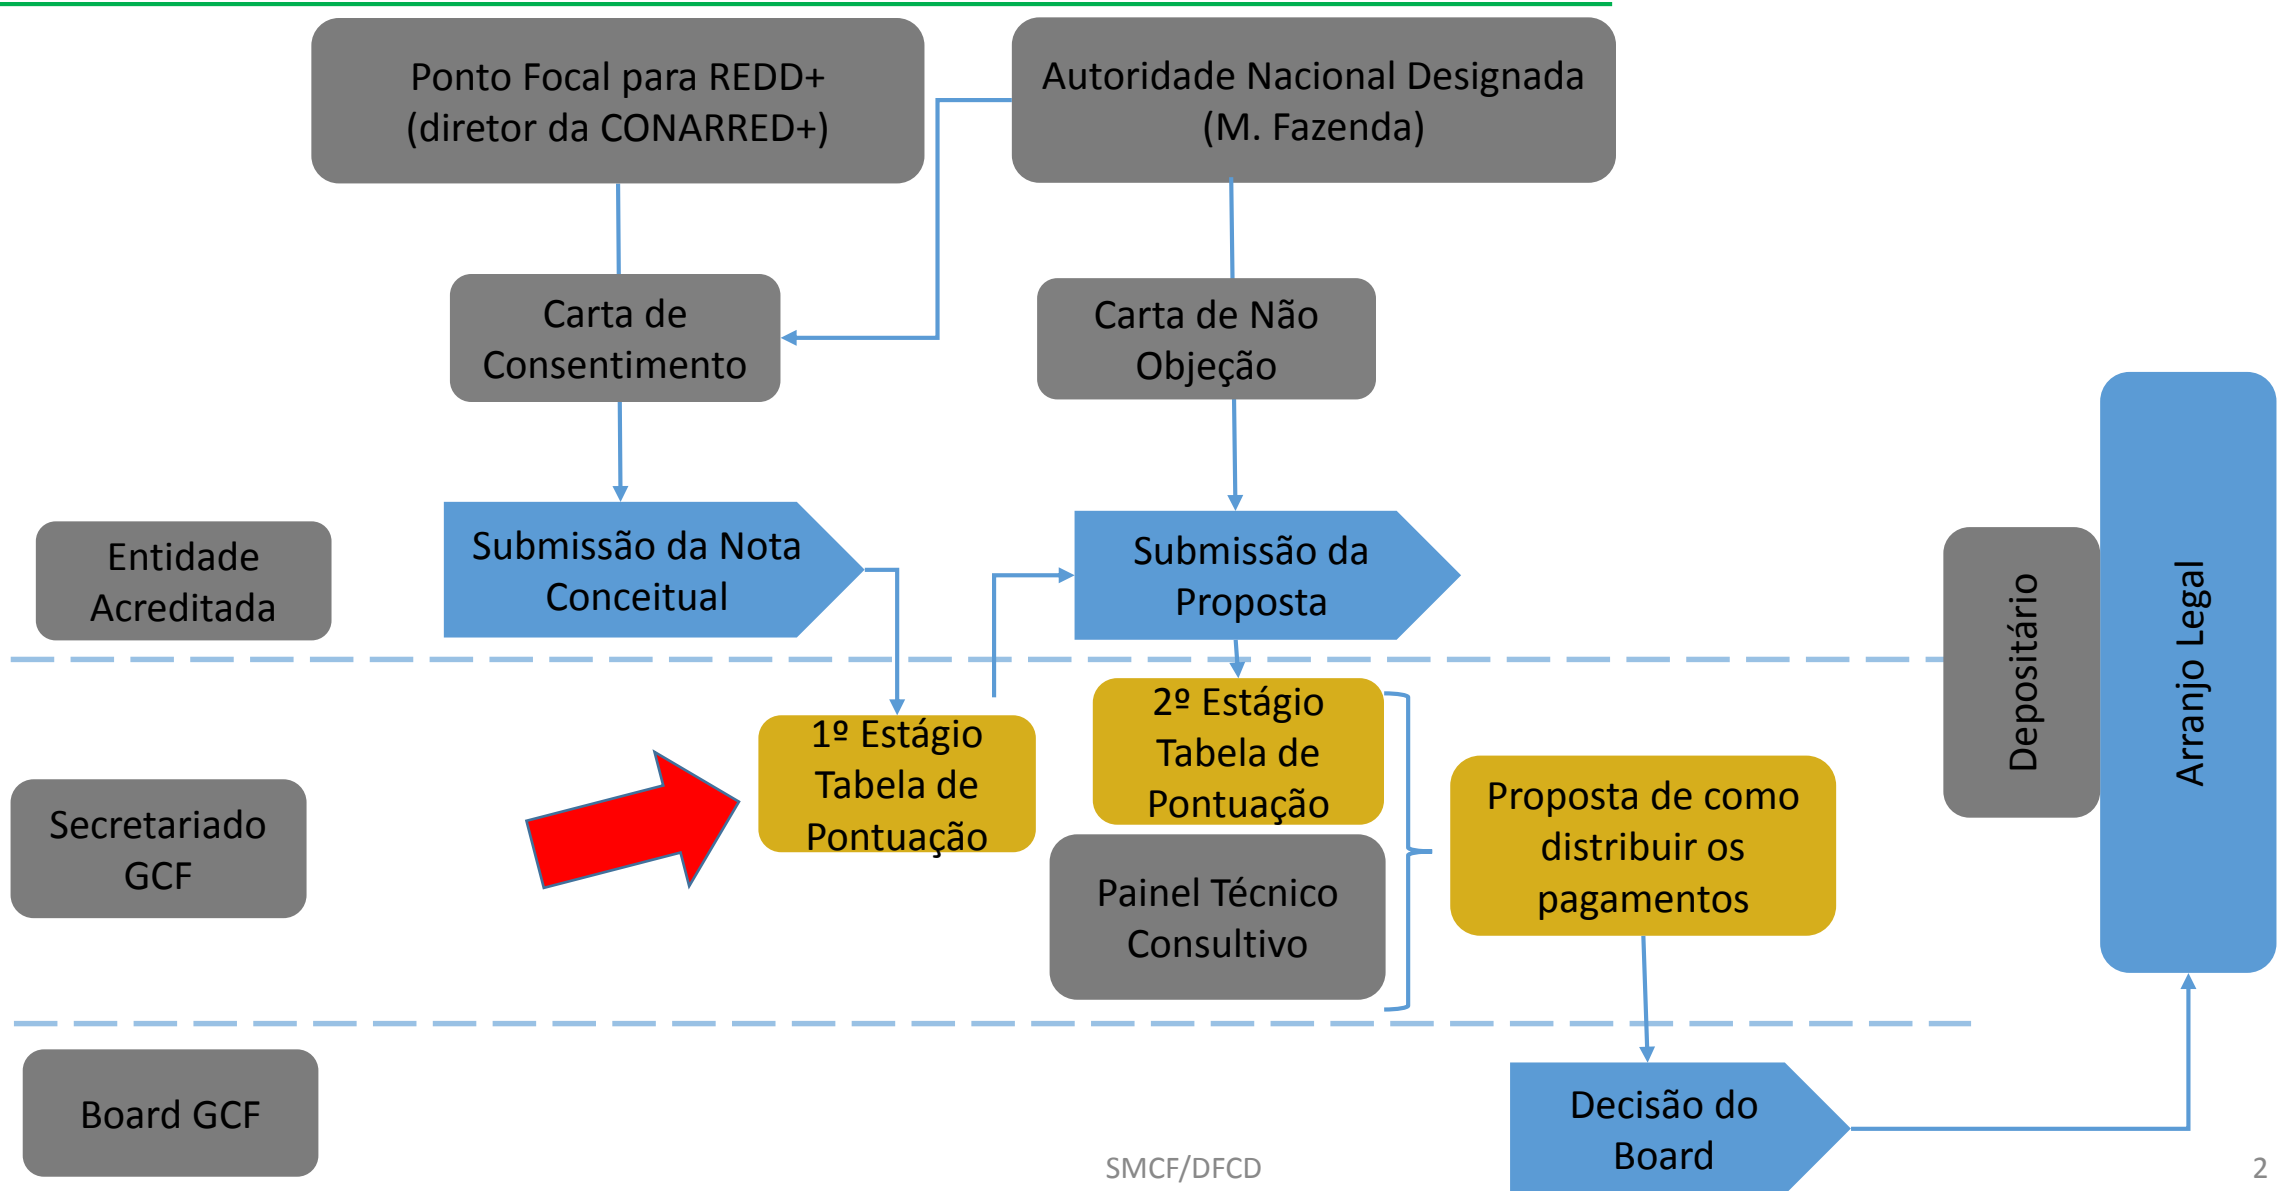 Ponto Focal para REDD+
(diretor da CONARRED+)
Autoridade Nacional Designada
(M. Fazenda)
Carta de
Consentimento
Carta de Não
Objeção
Entidade
Acreditada
Submissão da Nota
Conceitual
Submissão da
Proposta
Depositário
Arranjo Legal
Secretariado
GCF
1º Estágio
Tabela de
Pontuação
2º Estágio
Tabela de
Pontuação
Painel Técnico
Consultivo
Proposta de como
distribuir os
pagamentos
Board GCF
Decisão do
Board
SMCF/DFCD
2